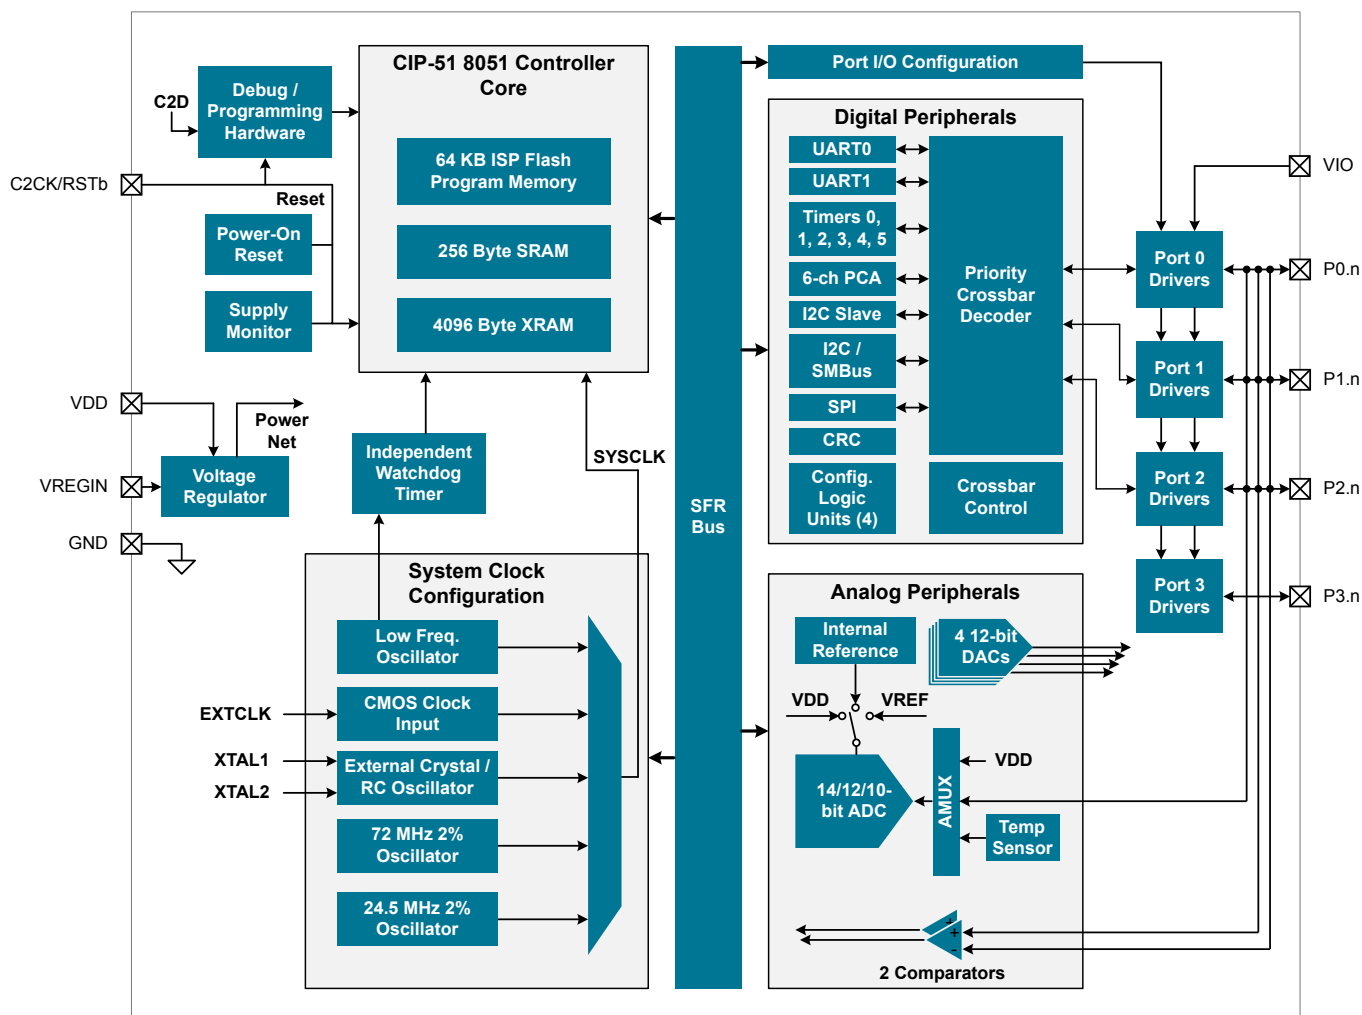 C2D
Debug /
Programming
Hardware
C2CK/RSTb
Reset
Power-On
Reset
Supply
Monitor
CIP-51 8051 Controller
Core
64 KB ISP Flash
Program Memory
256 Byte SRAM
4096 Byte XRAM
VDD
Power
Net
VREGIN
Voltage
Regulator
GND
Independent
Watchdog
Timer
SYSCLK
System Clock
Configuration
Low Freq.
Oscillator
EXTCLK
CMOS Clock
Input
XTAL1
XTAL2
External Crystal /
RC Oscillator
72 MHz 2%
Oscillator
24.5 MHz 2%
Oscillator
SFR
Bus
Port I/O Configuration
Digital Peripherals
UART0
UART1
Timers 0,
1, 2, 3, 4, 5
6-ch PCA
I2C Slave
I2C /
SMBus
SPI
CRC
Config.
Logic
Units (4)
Priority
Crossbar
Decoder
Crossbar
Control
Analog Peripherals
Internal
Reference
4 12-bit
DACs
VDD
VREF
14/12/10-
bit ADC
AMUX
VDD
Temp
Sensor
+
+
-
2 Comparators
VIO
Port 0
Drivers
P0.n
Port 1
Drivers
P1.n
Port 2
Drivers
P2.n
Port 3
Drivers
P3.n